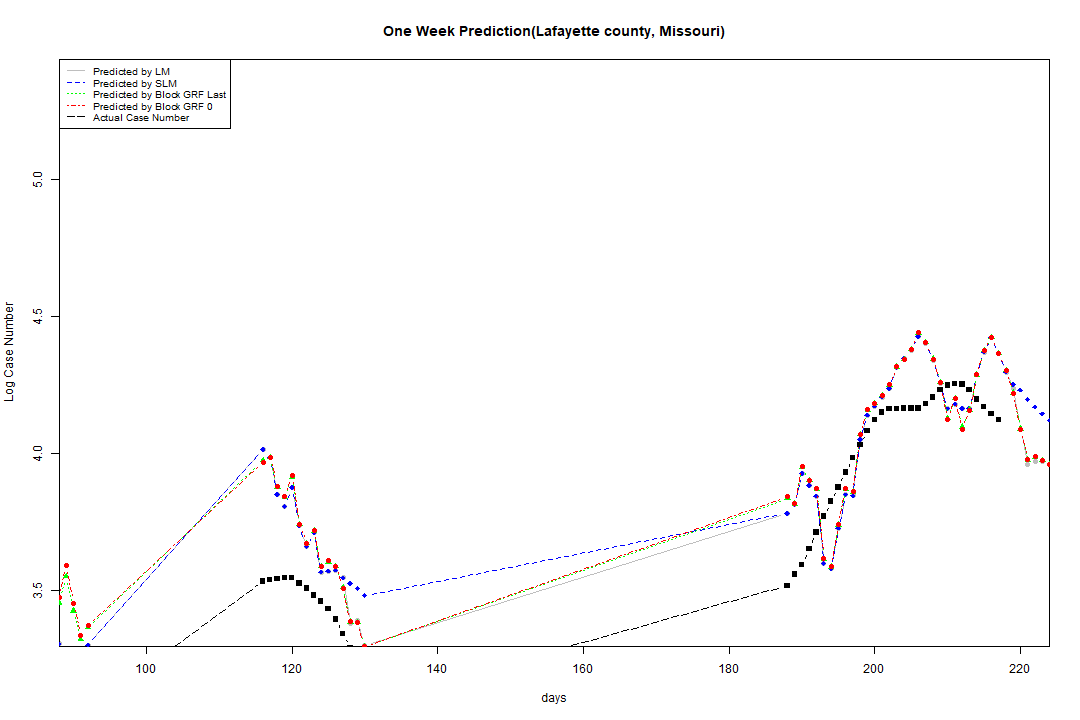 One Week Prediction(Lafayette county, Missouri)
Predicted by LM
Predicted by SLM
Predicted by Block GRF Last
Predicted by Block GRF 0
Actual Case Number
5.0
4.5
4.0
3.5
Log Case Number
100 120 140 160 180 200 220
days